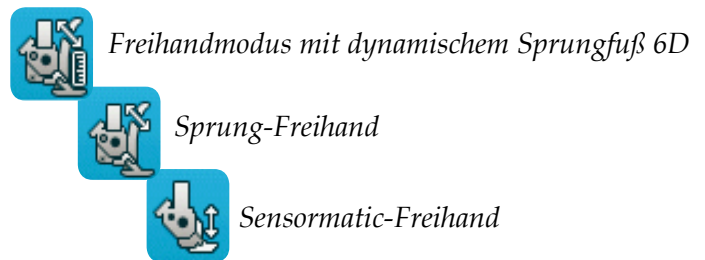 Freihandmodus mit dynamischem Sprungfuß 6D
Sprung-Freihand
Sensormatic-Freihand